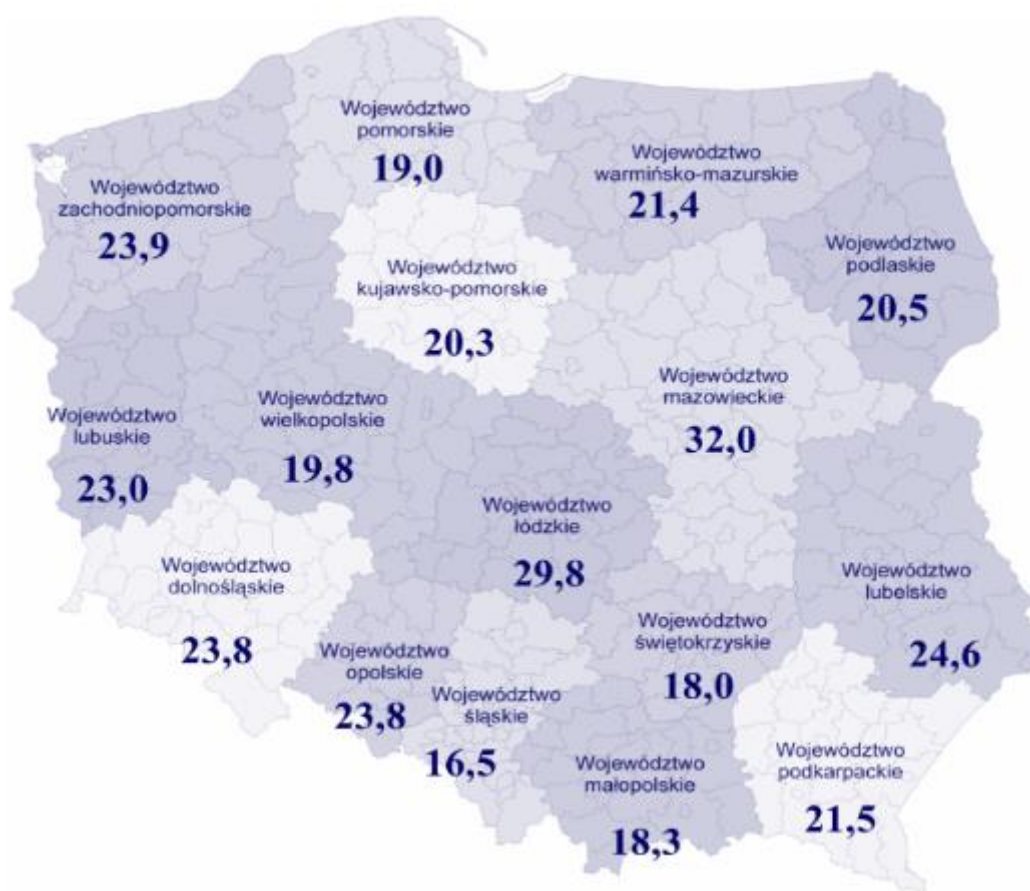 Województwo
pomorskie
19,0
Województwo
warmińsko-mazurskie
21,4
Województwo
zachodniopomorskie
23,9
Województwo
podlaskie
20,5
Województwo
kujawsko-pomorskie
20,3
Województwo
mazowieckie
32,0
Województwo
wielkopolskie
19,8
Województwo
lubuskie
23,0
Województwo
łódzkie
29,8
Województwo
dolnośląskie
23,8
Województwo
lubelskie
24,6
Województwo
świętokrzyskie
18,0
Województwo
opolskie
23,8
Województwo
śląskie
16,5
Województwo
małopolskie
18,3
Województwo
podkarpackie
21,5